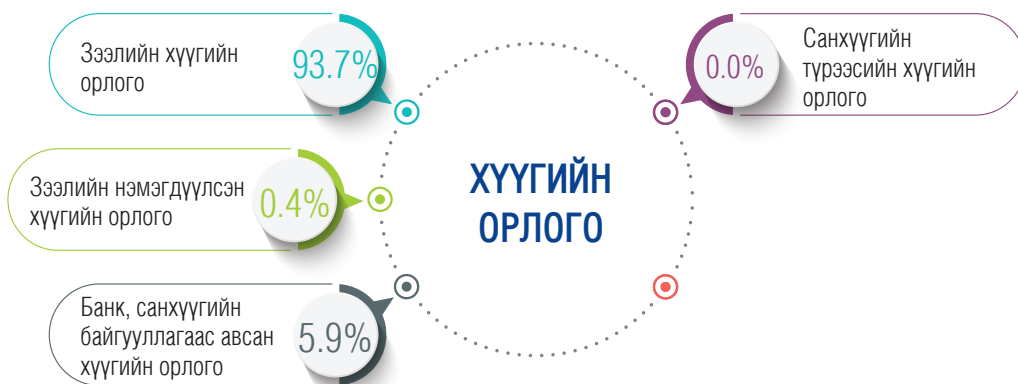 Зээлийн хүүгийн
орлого
93.7%
Зээлийн нэмэгдүүлсэн
хүүгийн орлого
0.4%
Банк, санхүүгийн
байгууллагаас авсан
хүүгийн орлого
5.9%
ХҮҮГИЙН
ОРЛОГО
0.0%
Санхүүгийн
түрээсийн хүүгийн
орлого